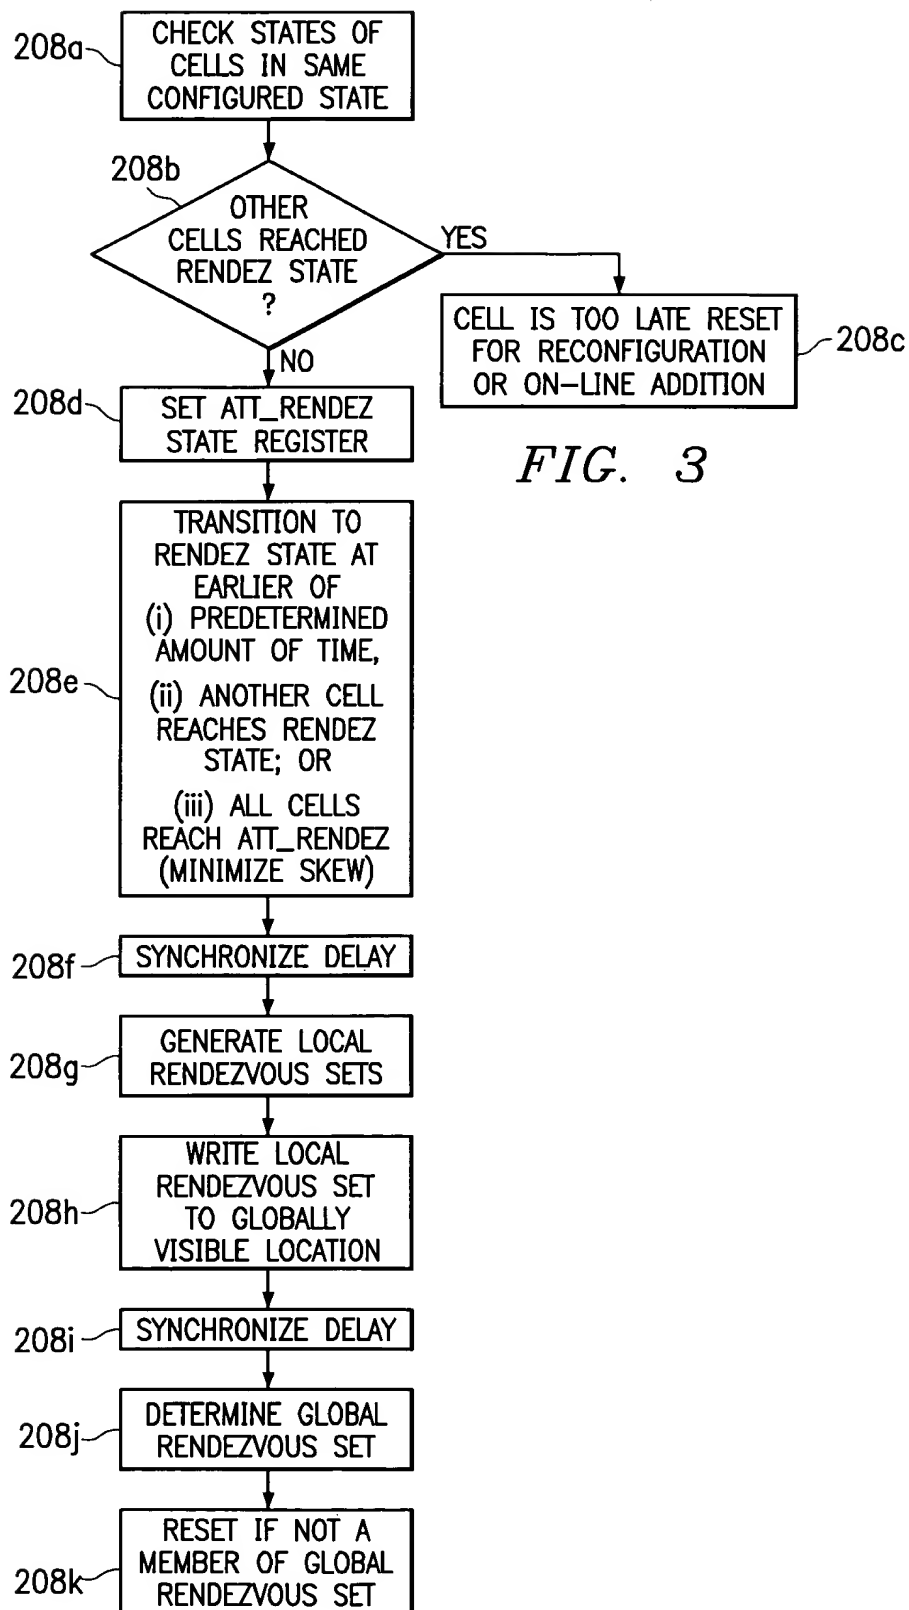 208a
CHECK STATES OF
CELLS IN SAME
CONFIGURED STATE
208b
OTHER
CELLS REACHED
RENDEZ STATE
?
YES
CELL IS TOO LATE RESET
FOR RECONFIGURATION
OR ON-LINE ADDITION
208c
NO
208d
SET ATT_RENDEZ
STATE REGISTER
FIG. 3
208e
TRANSITION TO
RENDEZ STATE AT
EARLIER OF
(i) PREDETERMINED
AMOUNT OF TIME,
(ii) ANOTHER CELL
REACHES RENDEZ
STATE; OR
(iii) ALL CELLS
REACH ATT_RENDEZ
(MINIMIZE SKEW)
208f
SYNCHRONIZE DELAY
208g
GENERATE LOCAL
RENDEZVOUS SETS
208h
WRITE LOCAL
RENDEZVOUS SET
TO GLOBALLY
VISIBLE LOCATION
208i
SYNCHRONIZE DELAY
208j
DETERMINE GLOBAL
RENDEZVOUS SET
208k
RESET IF NOT A
MEMBER OF GLOBAL
RENDEZVOUS SET